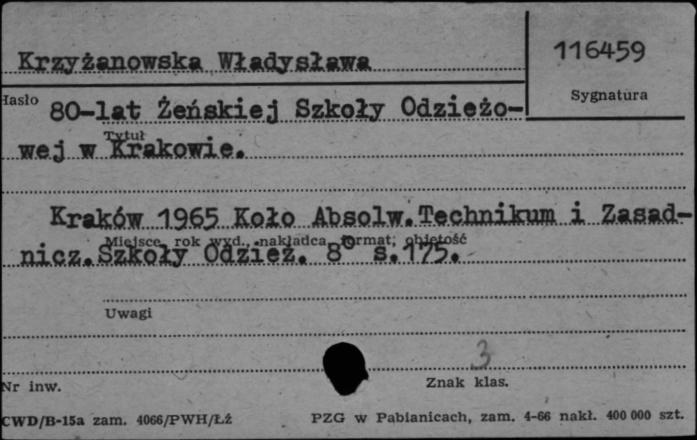 Krzyżanowska Władysława
116459
Hasło
Sygnatura
80-lat Żeńskiej Szkoły Odzieżo-
Tytuł
wej w Krakowie.
Kraków 1965 Koło Absolw.Technikum i Zasad-
Miejsce, rok wyd., nakładca, format, objętość
nicz.Szkoły Odzież. 8° s.175.
Uwagi
3
Nr inw.
Znak klas.
CWD/B-15a zam. 4066/PWH/Łż
PZG w Pabianicach, zam. 4-66 nakł. 400 000 szt.